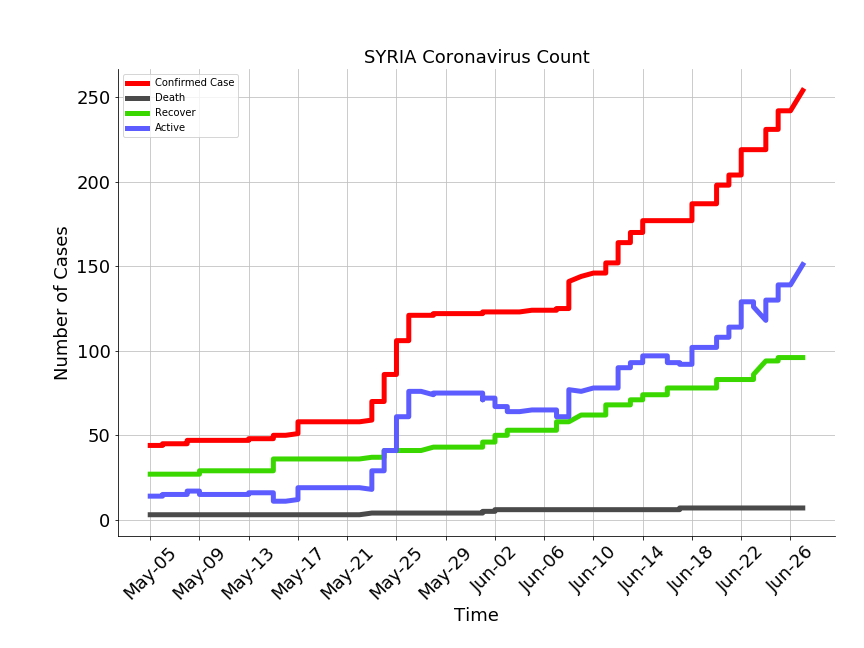 SYRIA Coronavirus Count
Confirmed Case
Death
Recover
Active
Number of Cases
250
200
150
100
50
0
May-05
May-09
May-13
May-17
May-21
May-25
May-29
Jun-02
Jun-06
Jun-10
Jun-14
Jun-18
Jun-22
Jun-26
Time